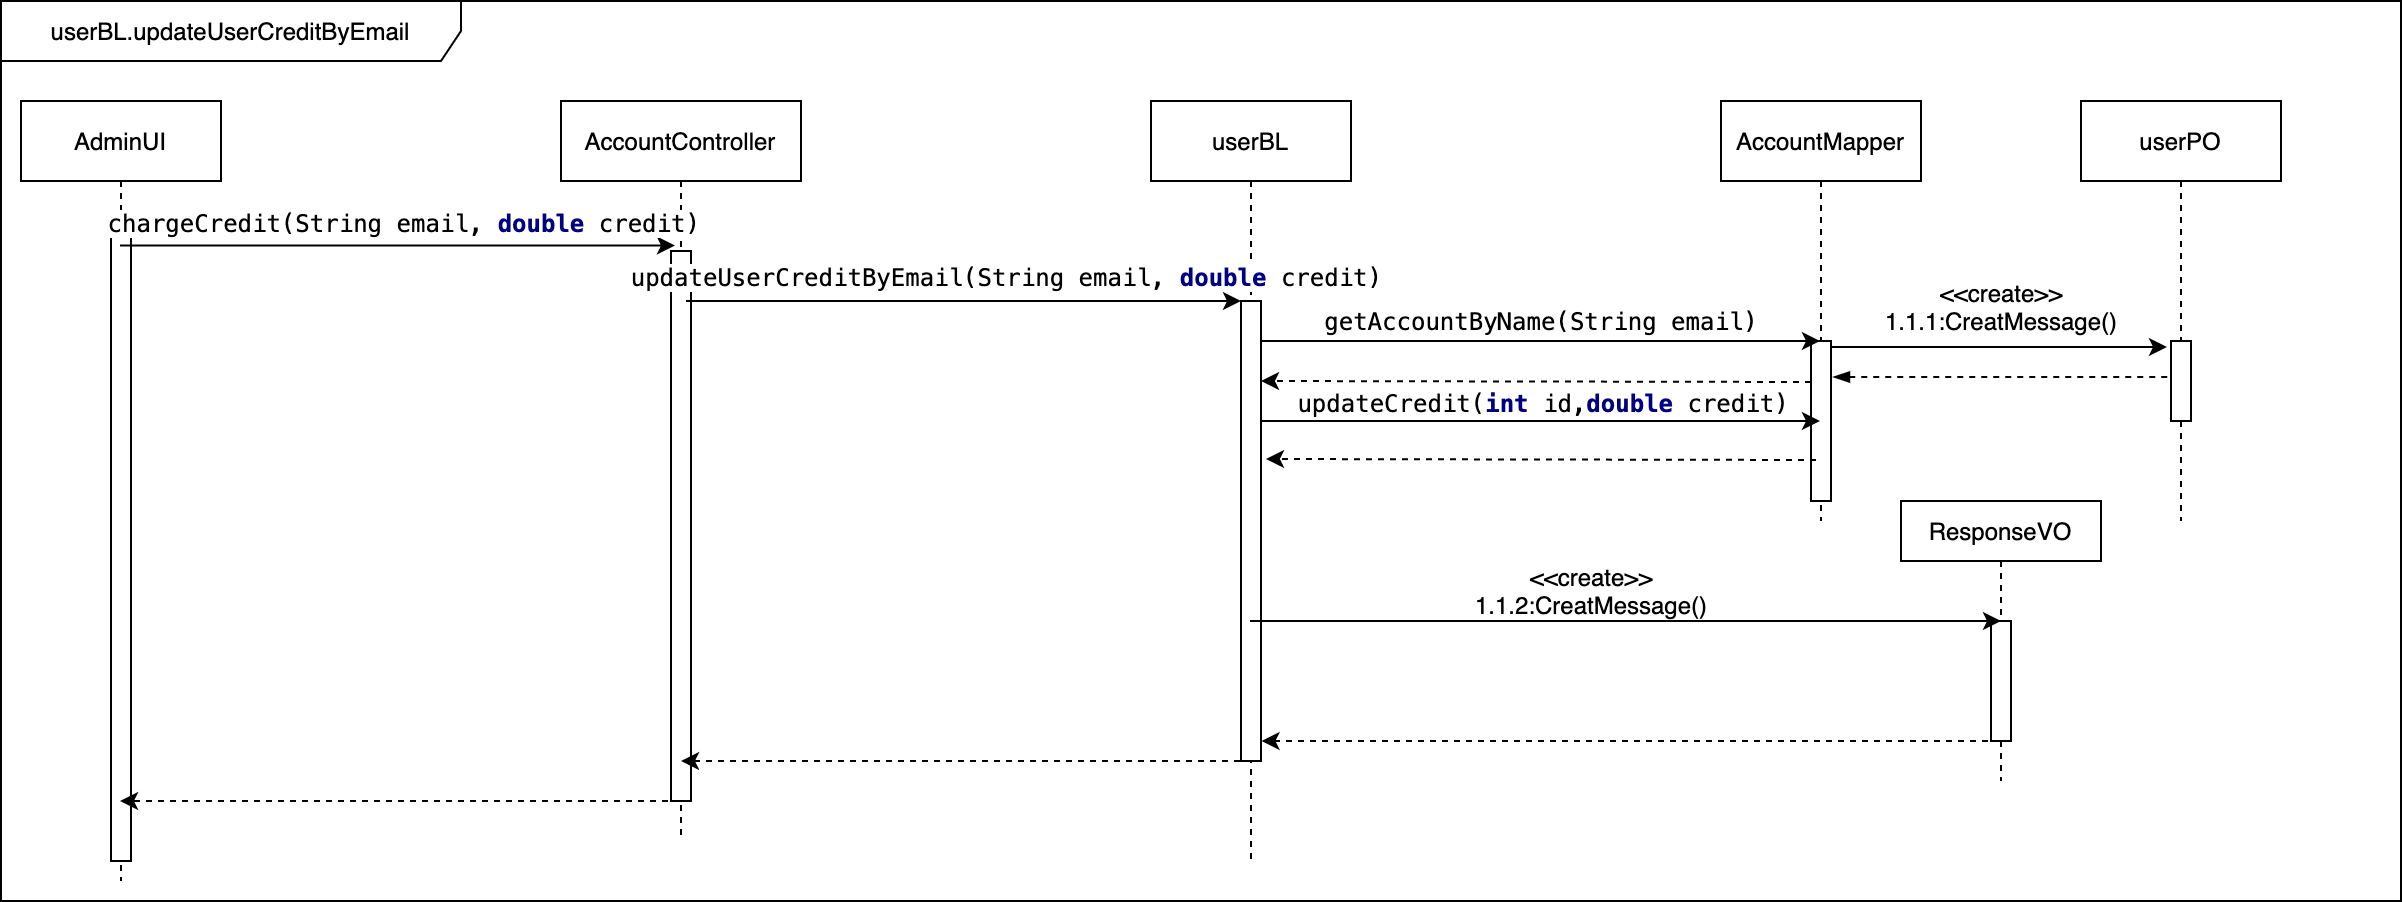 userBL.updateUserCreditByEmail
AdminUI
AccountController
userBL
AccountMapper
userPO
chargeCredit(String email, double credit)
updateUserCreditByEmail(String email, double credit)
<<create>>
getAccountByName(String email)
1.1.1:CreatMessage()
updateCredit(int id,double credit)
ResponseVO
<<create>>
1.1.2:CreatMessage()